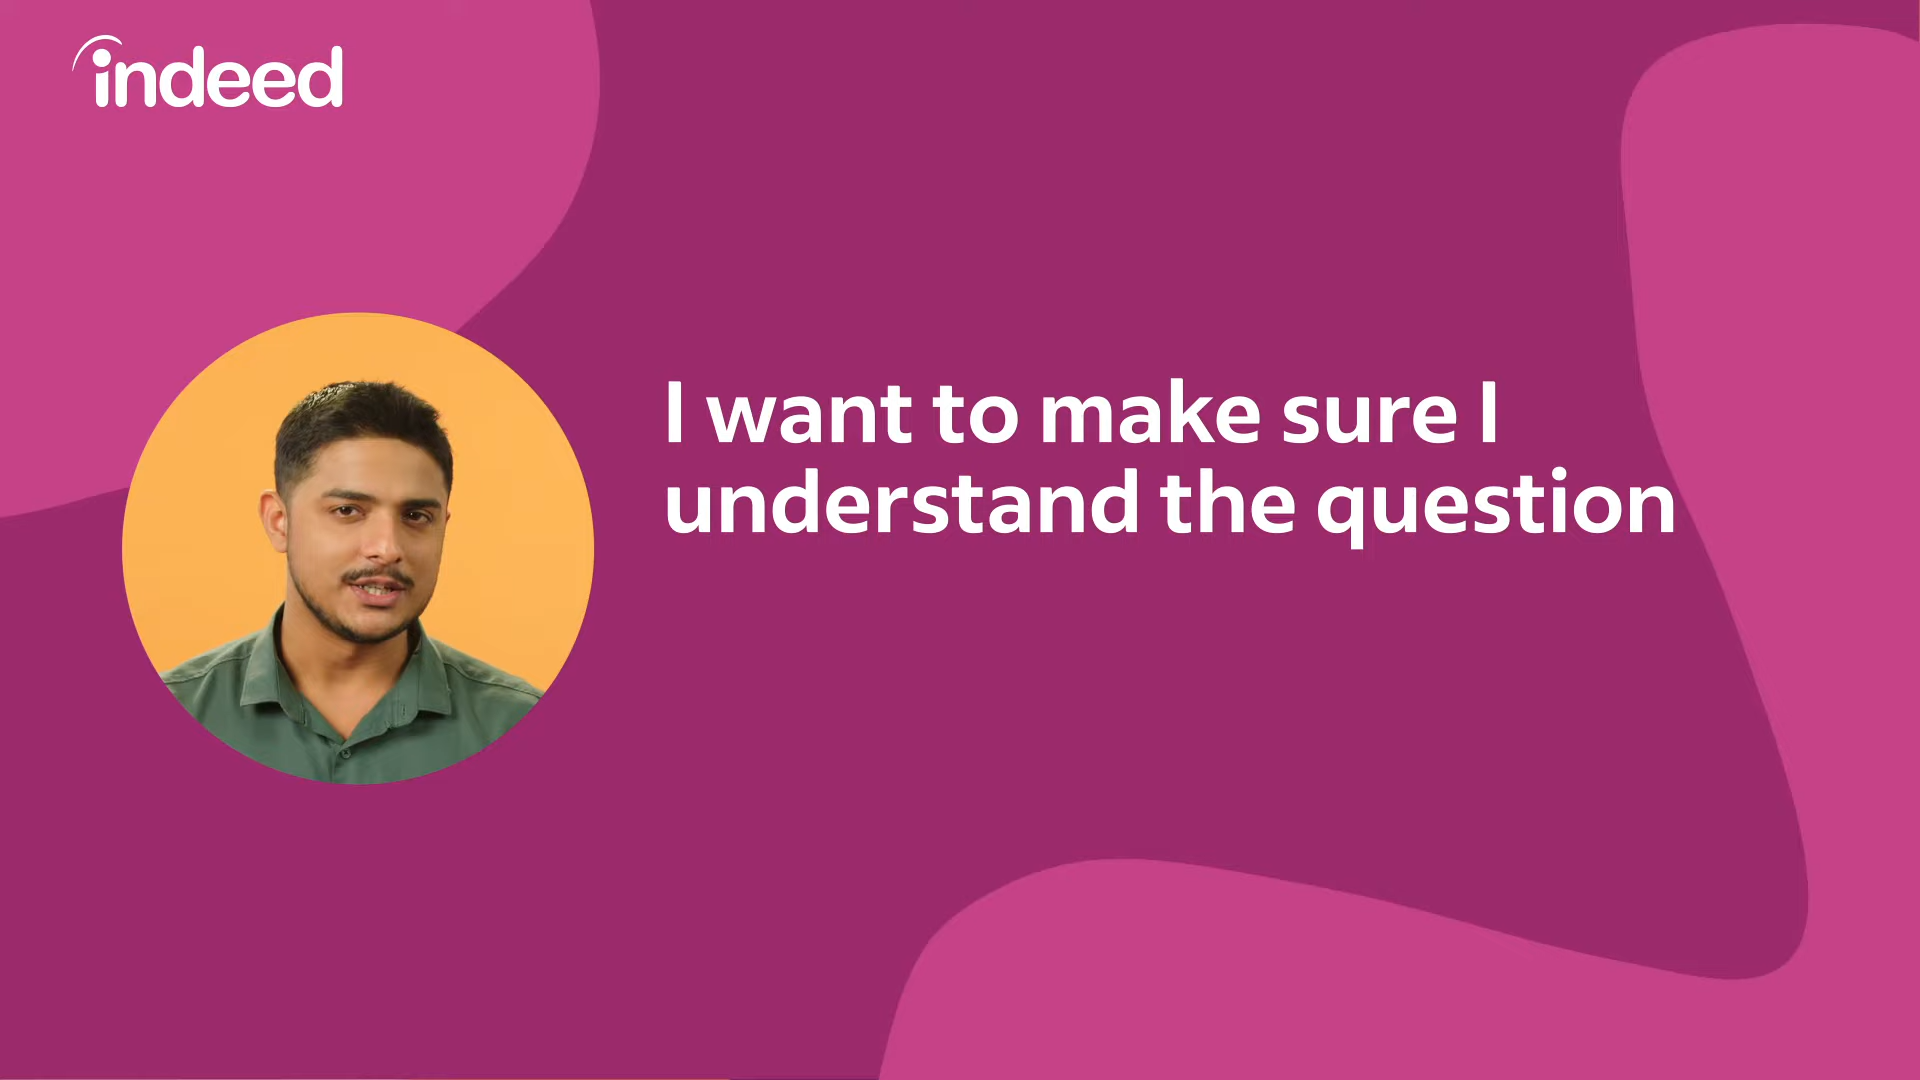 indeed
I want to make sure I
understand the question